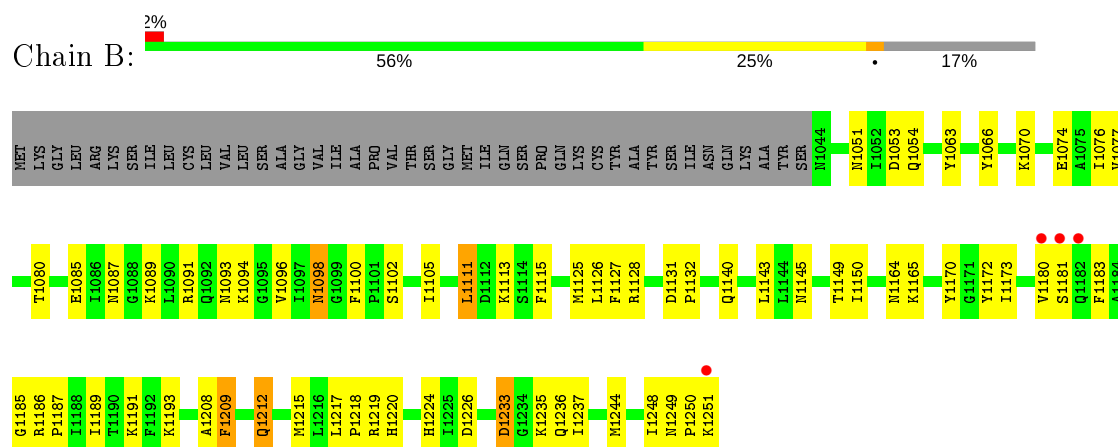 2%
Chain B:
56% 25% • 17%
MET LYS GLY LEU ARG LYS SER ILE LEU CYS LEU VAL LEU SER ALA GLY VAL ILE ALA PRO VAL THR SER GLY MET ILE GLN SER PRO GLN LYS CYS TYR ALA TYR SER ILE ASN GLN LYS ALA TYR SER N1044 N1051 I1052 D1053 Q1054 Y1063 Y1066 K1070 E1074 A1075 I1076
T1080 E1085 I1086 N1087 G1088 K1089 L1090 R1091 Q1092 N1093 K1094 G1095 V1096 I1097 N1098 G1099 F1100 P1101 S1102 I1105 L1111 D1112 K1113 S1114 F1115 M1125 L1126 F1127 R1128 D1131 P1132 Q1140 L1143 L1144 N1145 T1149 I1150 N1164 K1165 Y1170 G1171 Y1172 I1173 V1180 S1181 Q1182 F1183 A1184
G1185 R1186 P1187 I1188 I1189 T1190 K1191 F1192 K1193 A1208 F1209 Q1212 M1215 L1216 L1217 P1218 R1219 H1220 H1224 I1225 D1226 D1233 G1234 K1235 Q1236 I1237 M1244 I1248 N1249 P1250 K1251